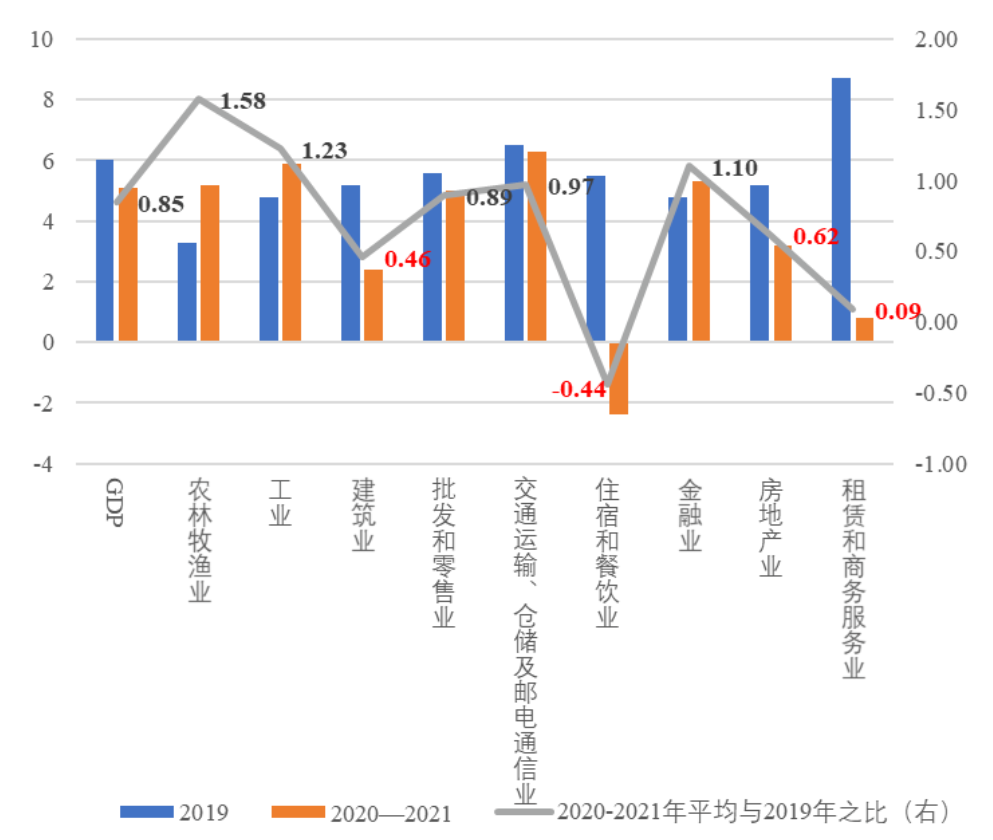 10
8
6
4
2
0
-2
-4
2.00
1.50
1.00
0.50
0.00
-0.50
-1.00
0.85
1.58
1.23
0.46
0.89
0.97
-0.44
1.10
0.62
0.09
GDP
农林牧渔业
工业
建筑业
批发和零售业
交通运输、仓储及邮电通信业
住宿和餐饮业
金融业
房地产业
租赁和商务服务业
2019
2020—2021
2020-2021年平均与2019年之比（右）